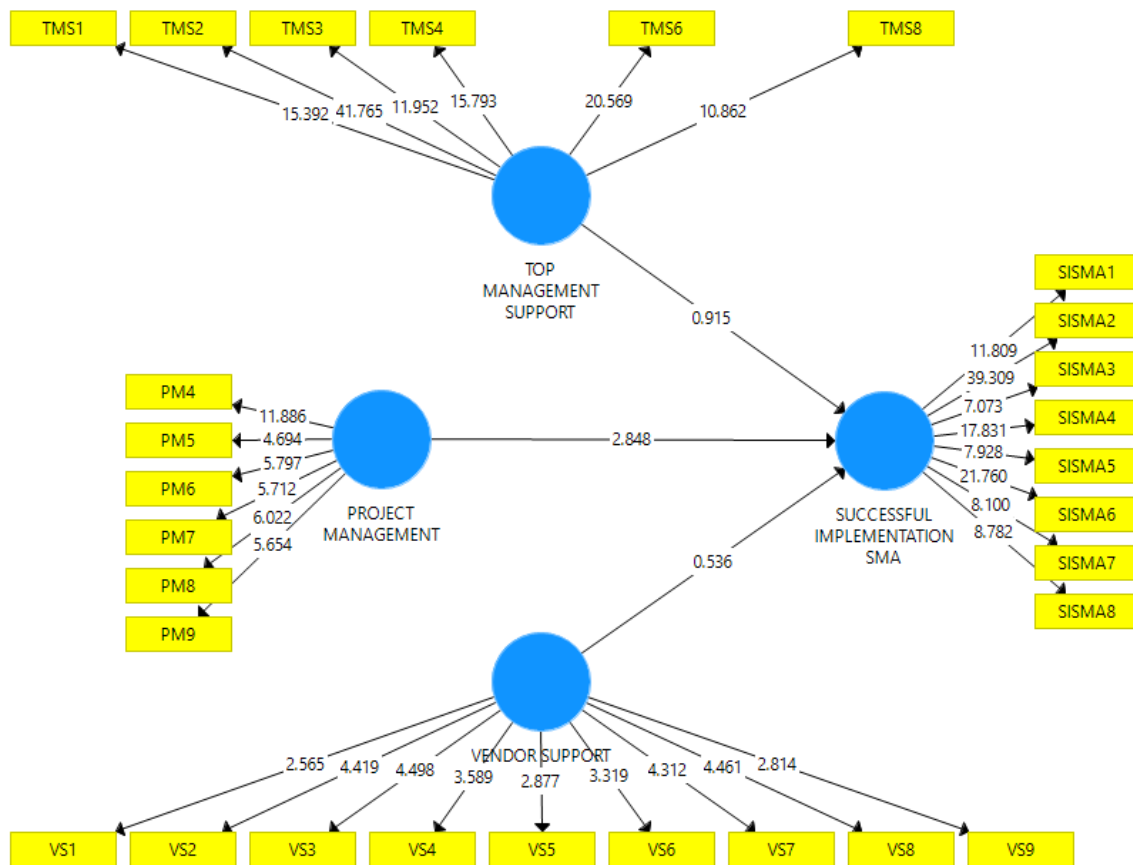 TMS1 TMS2 TMS3 TMS4 TMS6 TMS8
15.392 41.765 11.952 15.793 20.569 10.862
TOP
MANAGEMENT
SUPPORT
0.915
SISMA1
SISMA2
SISMA3
SISMA4
SISMA5
SISMA6
SISMA7
SISMA8
11.809
39.309
7.073
17.831
7.928
21.760
8.100
8.782
SUCCESSFUL
IMPLEMENTATION
SMA
PM4
PM5
PM6
PM7
PM8
PM9
11.886
4.694
5.797
5.712
6.022
5.654
PROJECT
MANAGEMENT
2.848
0.536
VENDOR SUPPORT
2.565 4.419 4.498 3.589 2.877 3.319 4.312 4.461 2.814
VS1 VS2 VS3 VS4 VS5 VS6 VS7 VS8 VS9